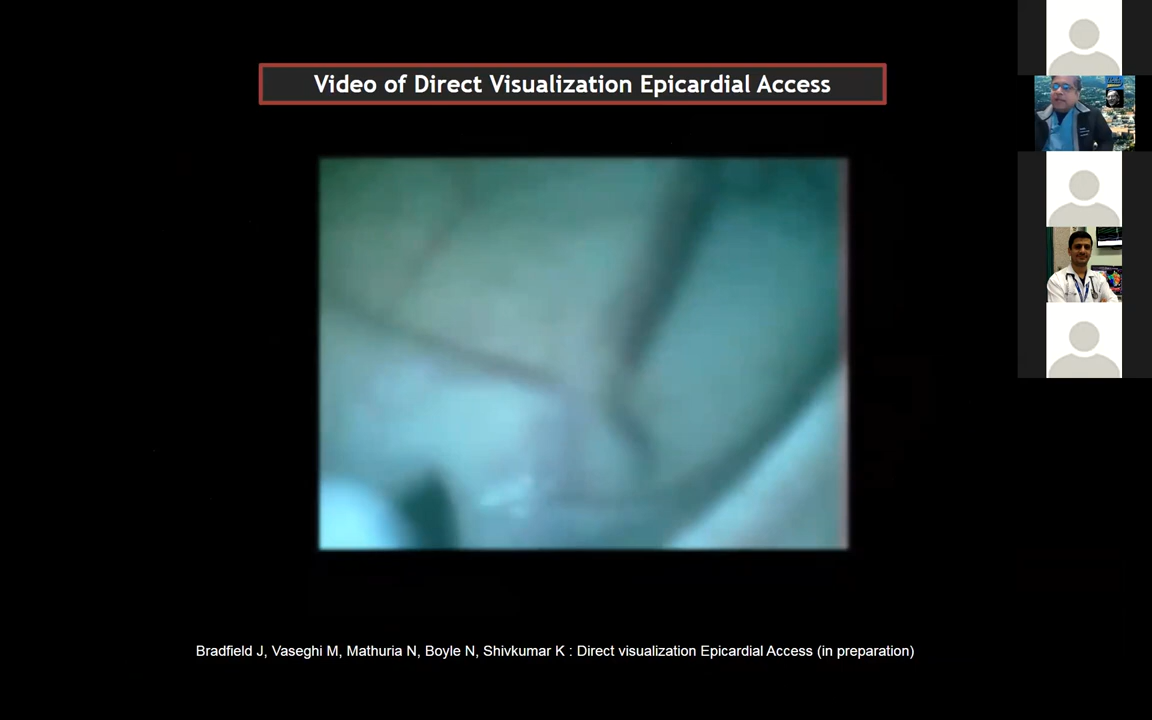 Video of Direct Visualization Epicardial Access
Bradfield J, Vaseghi M, Mathuria N, Boyle N, Shivkumar K : Direct visualization Epicardial Access (in preparation)